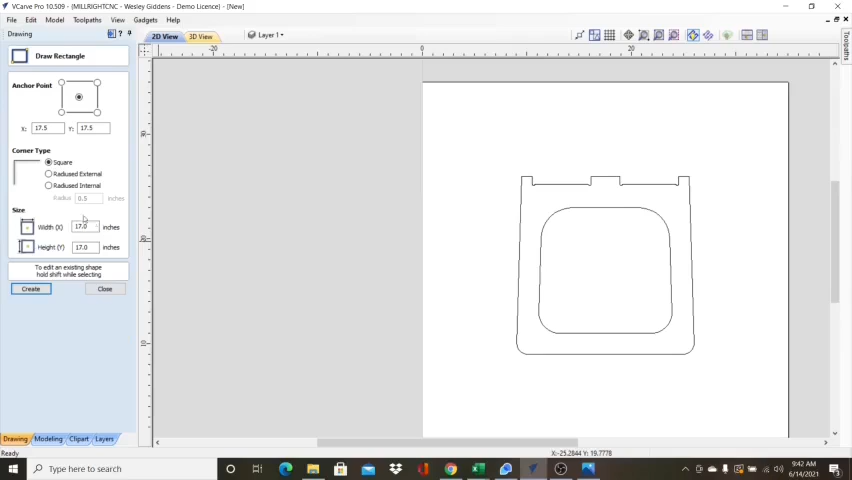 VCarve Pro 10.509 - (MILLRIGHTCNC - Wesley Giddens - Demo Licence) - [New]
File Edit Model Toolpaths View Gadgets Help
Drawing
2D View 3D View Layer 1
-20 0 20
Draw Rectangle
Anchor Point
X: 17.5 Y: 17.5
Corner Type
Square
Radiused External
Radiused Internal
Radius 0.5 inches
Size
Width (X) 17.0 inches
Height (Y) 17.0 inches
To edit an existing shape
hold shift while selecting
Create Close
30
20
10
Toolpaths
Drawing Modeling Clipart Layers
Ready
X:-25.2844 Y: 19.7778
Type here to search
9:42 AM
6/14/2021